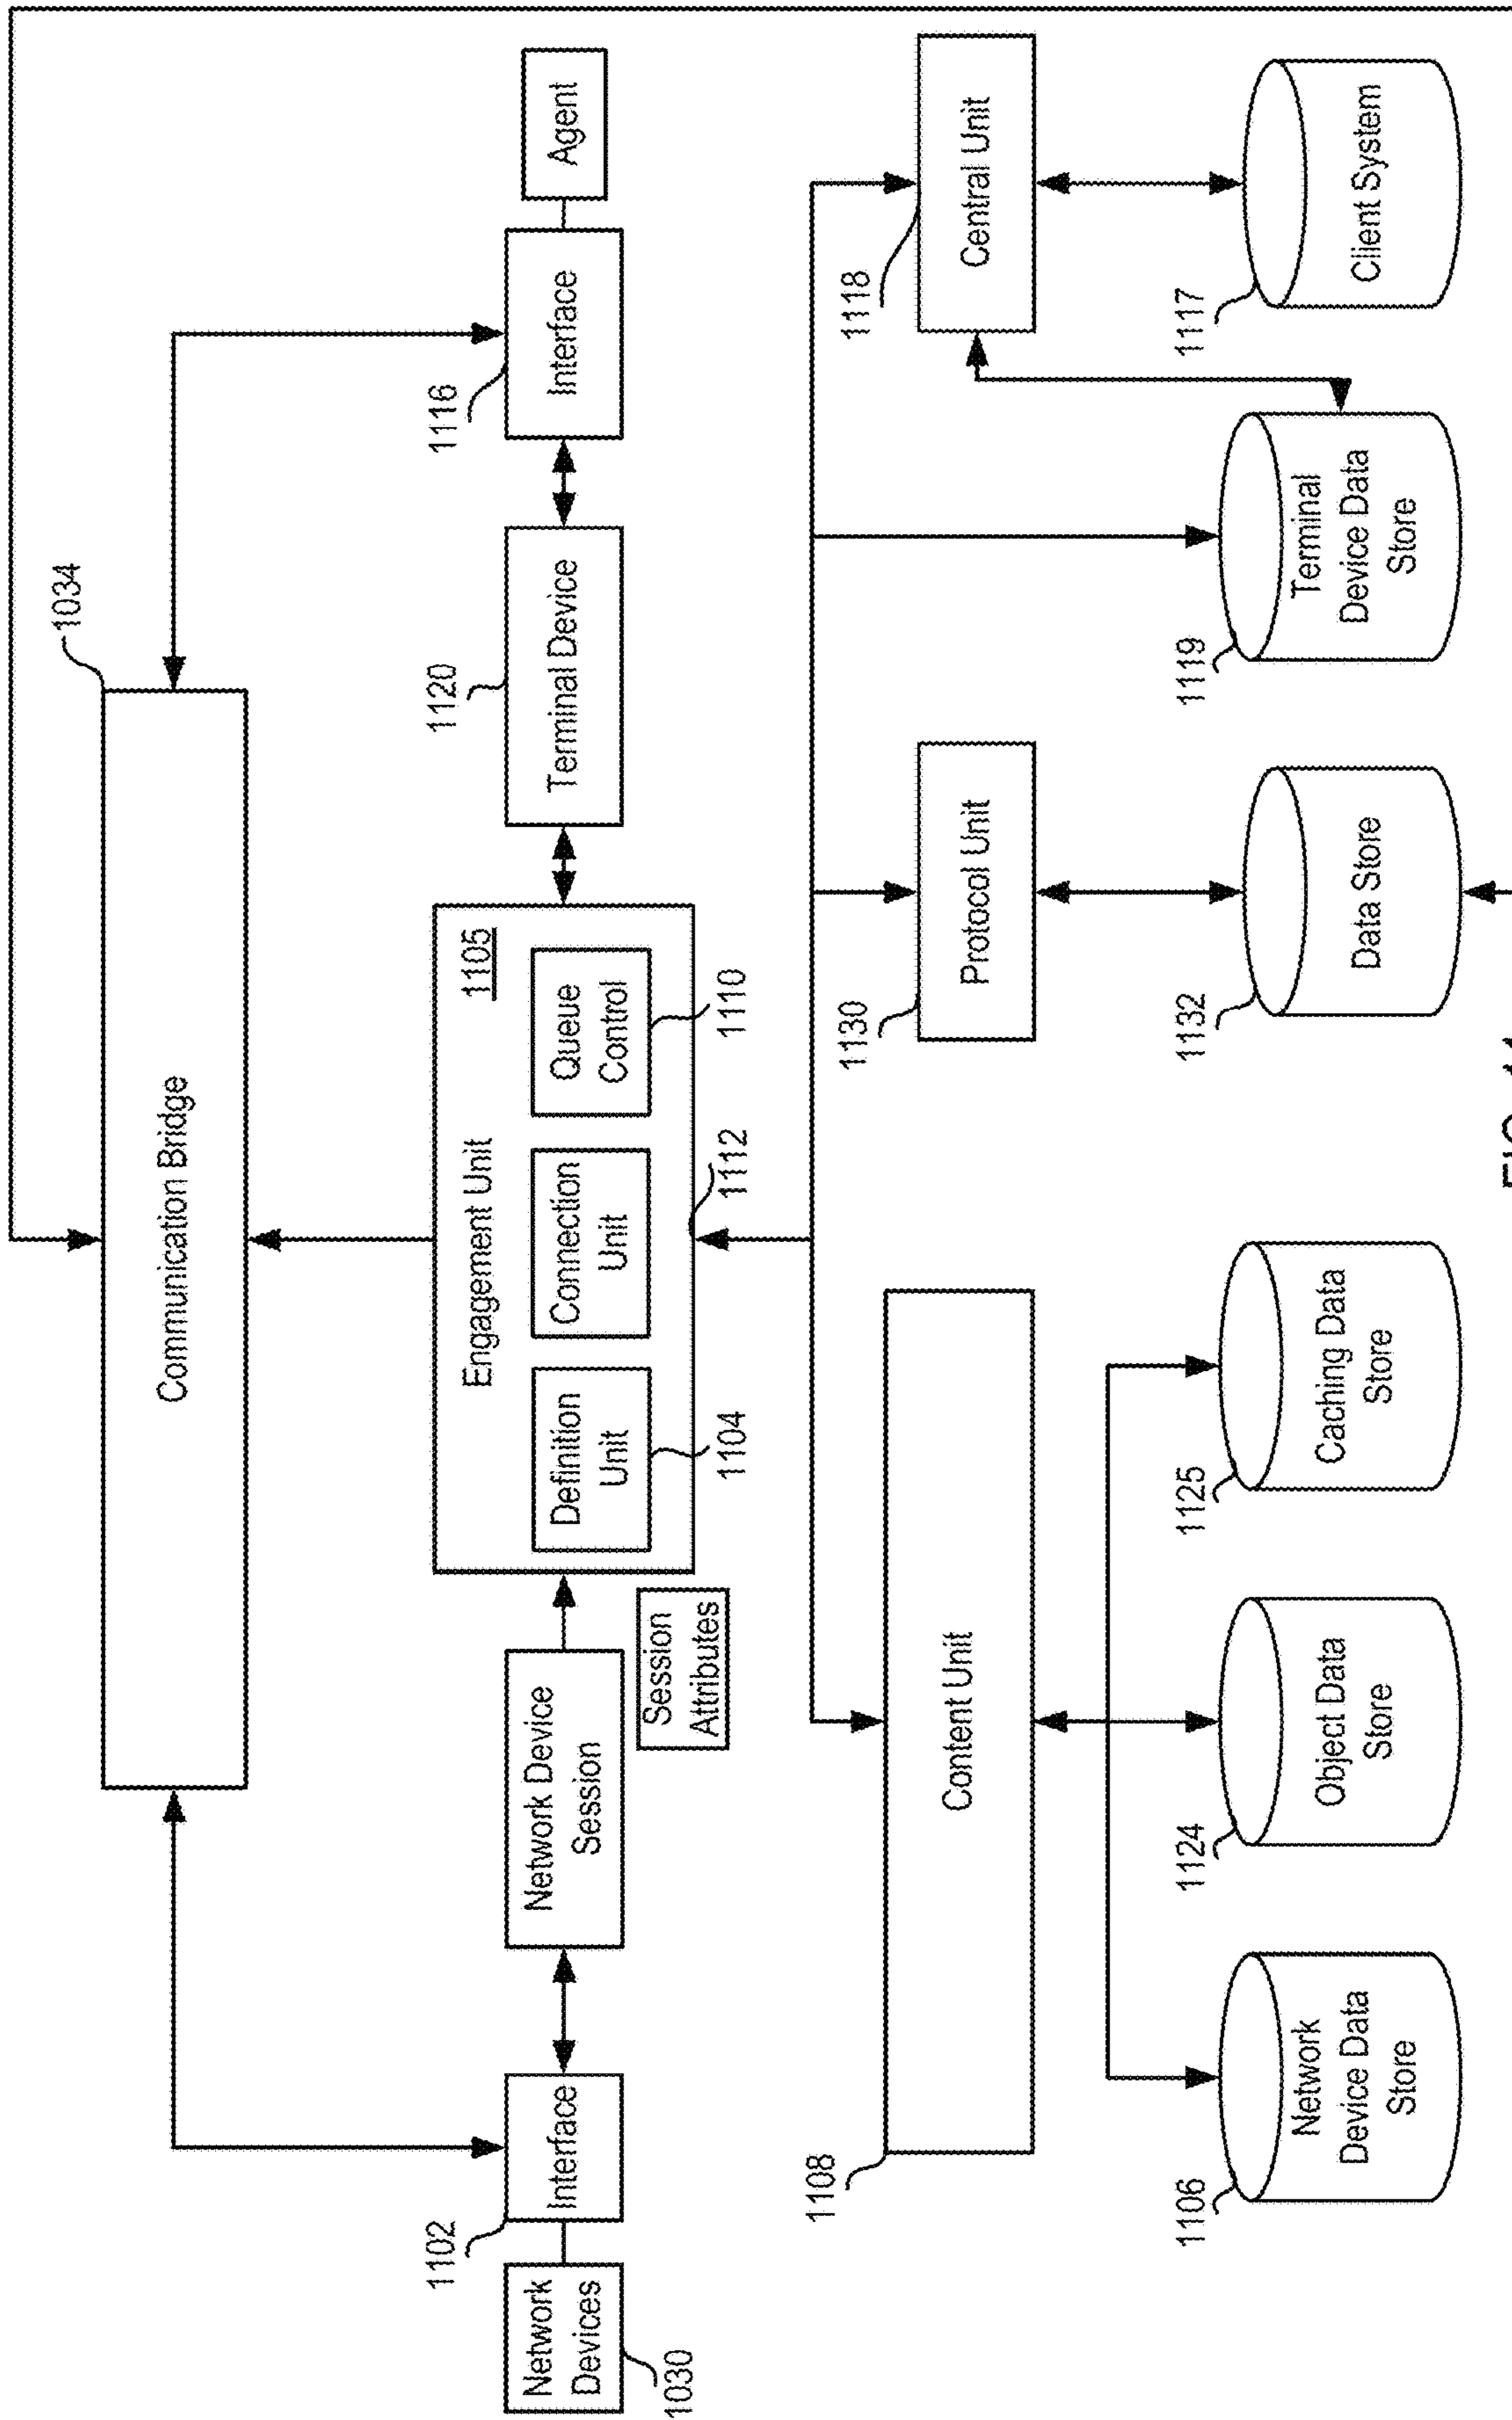 1034
Communication Bridge
1120
1116
1102
Network
Devices
1030
Interface
Network Device
Session
Session
Attributes
Engagement Unit
1105
Definition
Unit
1104
Connection
Unit
1112
Queue
Control
1110
Terminal Device
Interface
Agent
1108
Content Unit
1130
Protocol Unit
1118
Central Unit
1106
Network
Device Data
Store
1124
Object Data
Store
1125
Caching Data
Store
1132
Data Store
1119
Terminal
Device Data
Store
1117
Client System